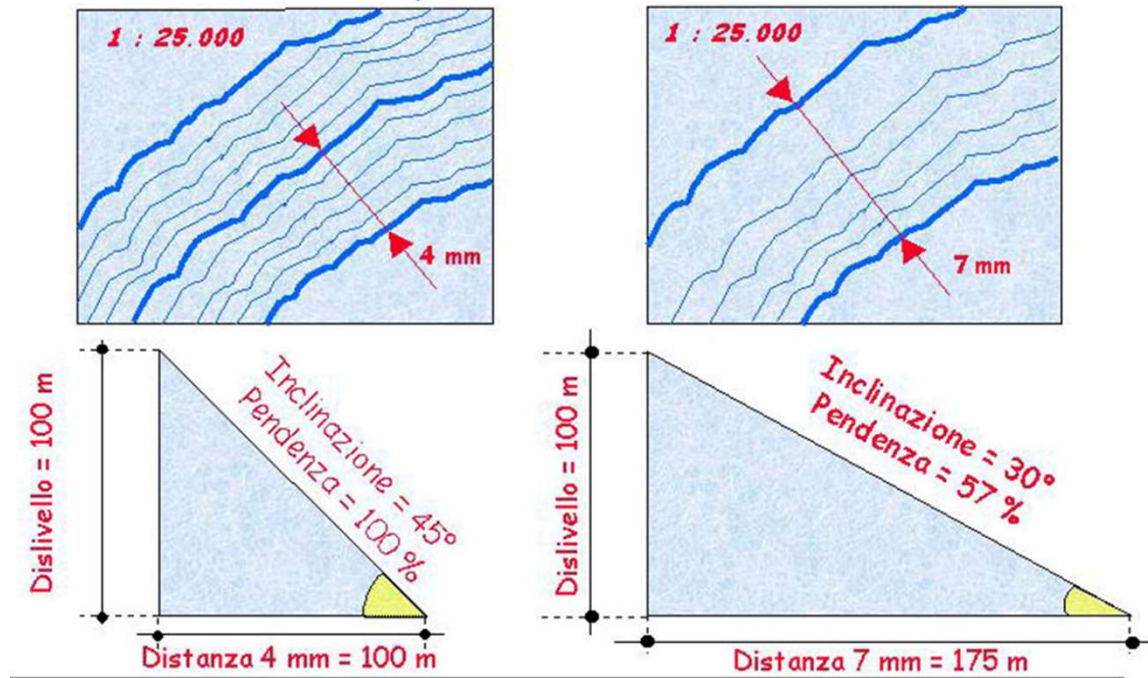 1 : 25.000
4 mm
1 : 25.000
7 mm
Dislivello = 100 m
Inclinazione = 45°
Pendenza = 100 %
Distanza 4 mm = 100 m
Dislivello = 100 m
Inclinazione = 30°
Pendenza = 57 %
Distanza 7 mm = 175 m